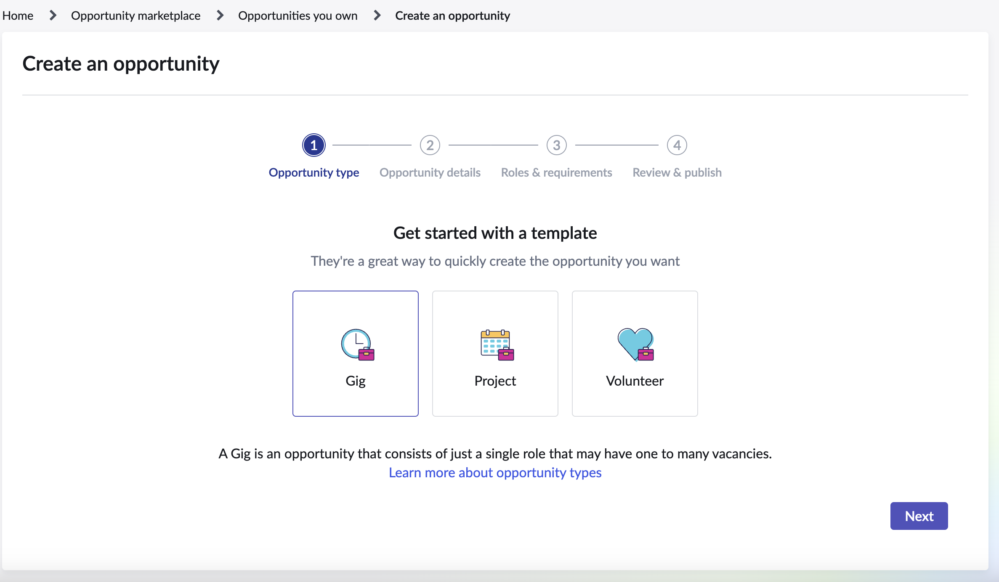 Home > Opportunity marketplace > Opportunities you own > Create an opportunity
Create an opportunity
1 2 3 4
Opportunity type Opportunity details Roles & requirements Review & publish
Get started with a template
They're a great way to quickly create the opportunity you want
Gig Project Volunteer
A Gig is an opportunity that consists of just a single role that may have one to many vacancies.
Learn more about opportunity types
Next